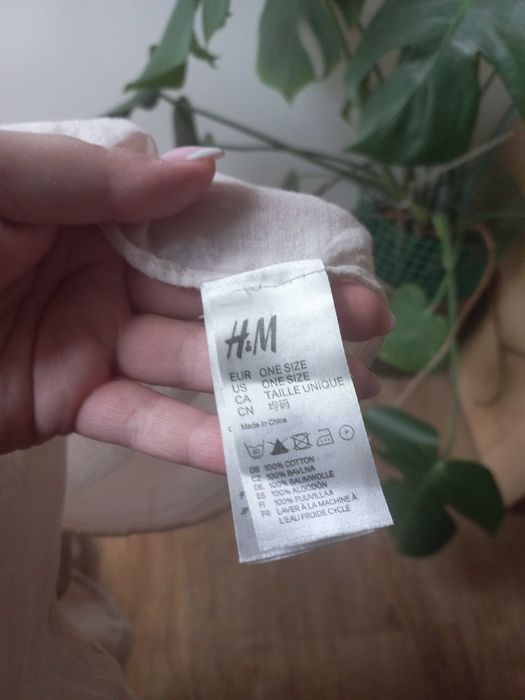 H&M
EUR ONE SIZE
US ONE SIZE
CA TAILLE UNIQUE
CN 均码
Made in China
30 P
GB 100% COTTON
CZ 100% BAVLNA
DE 100% BAUMWOLLE
ES 100% ALGODÓN
FI 100% PUUVILLAA
FR LAVER À LA MACHINE À
L'EAU FROIDE CYCLE